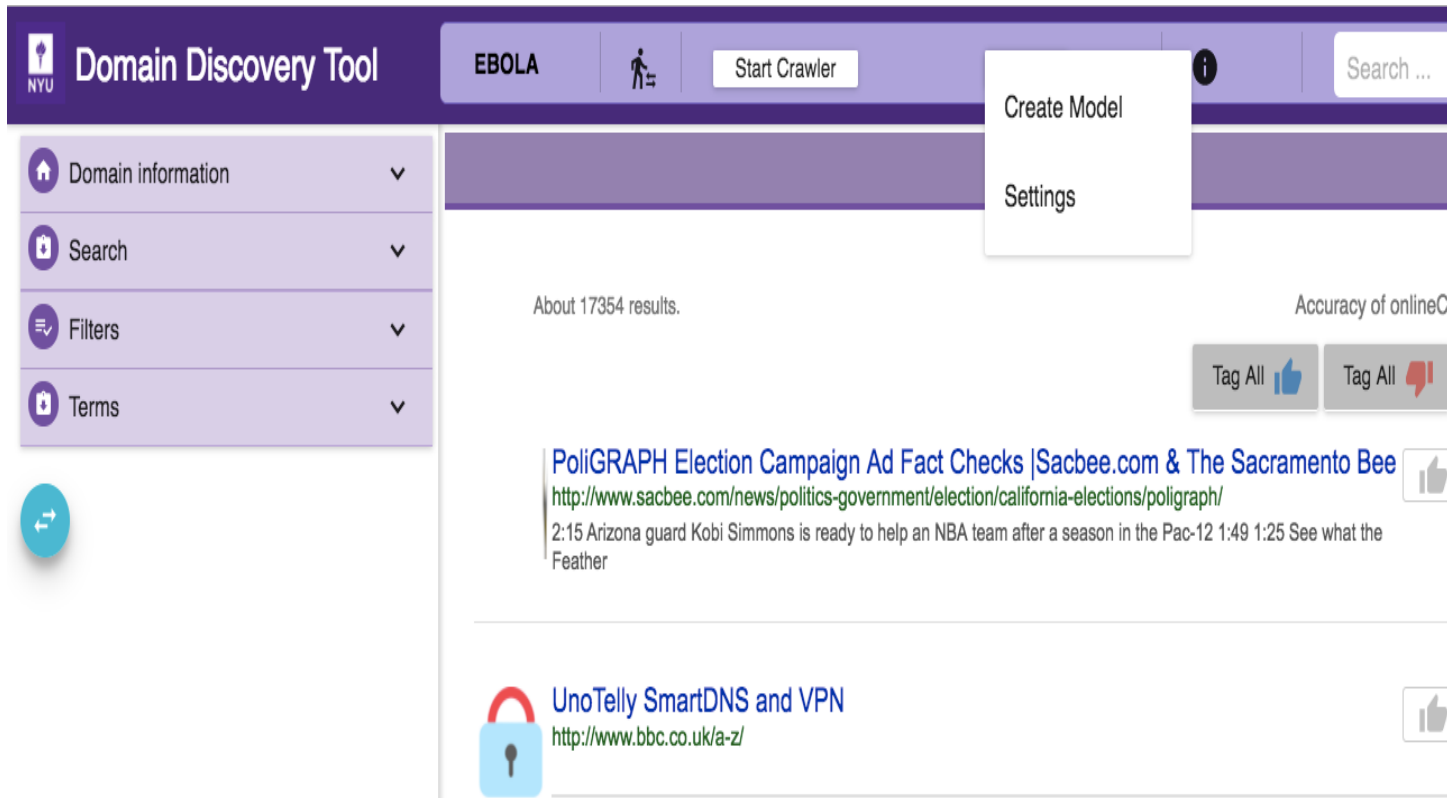 NYU
Domain Discovery Tool
EBOLA
Start Crawler
Create Model
Settings
i
Search ...
Domain information
Search
Filters
Terms
About 17354 results.
Accuracy of onlineC
Tag All
Tag All
PoliGRAPH Election Campaign Ad Fact Checks |Sacbee.com & The Sacramento Bee
http://www.sacbee.com/news/politics-government/election/california-elections/poligraph/
2:15 Arizona guard Kobi Simmons is ready to help an NBA team after a season in the Pac-12 1:49 1:25 See what the
Feather
UnoTelly SmartDNS and VPN
http://www.bbc.co.uk/a-z/